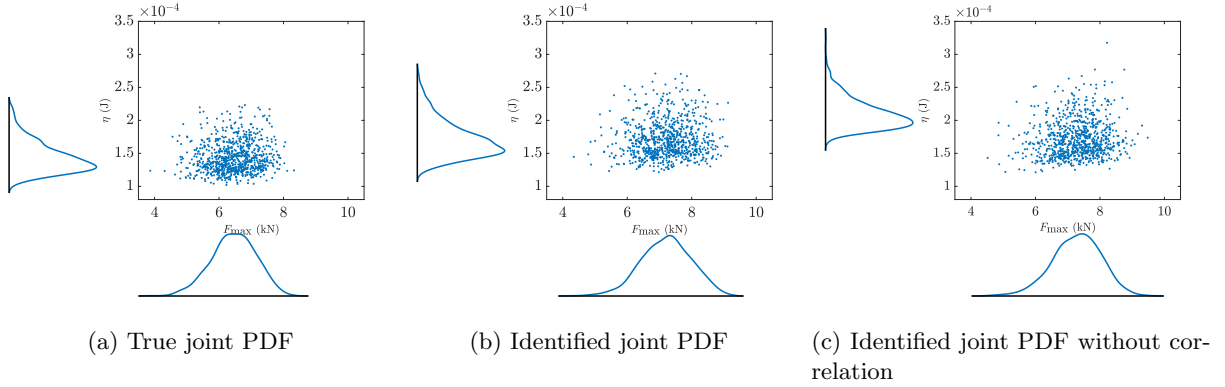 ×10⁻⁴
3.5
3
2.5
2
1.5
1
η (J)
4 6 8 10
F_max (kN)
(a) True joint PDF
×10⁻⁴
3.5
3
2.5
2
1.5
1
η (J)
4 6 8 10
F_max (kN)
(b) Identified joint PDF
×10⁻⁴
3.5
3
2.5
2
1.5
1
η (J)
4 6 8 10
F_max (kN)
(c) Identified joint PDF without cor-
relation